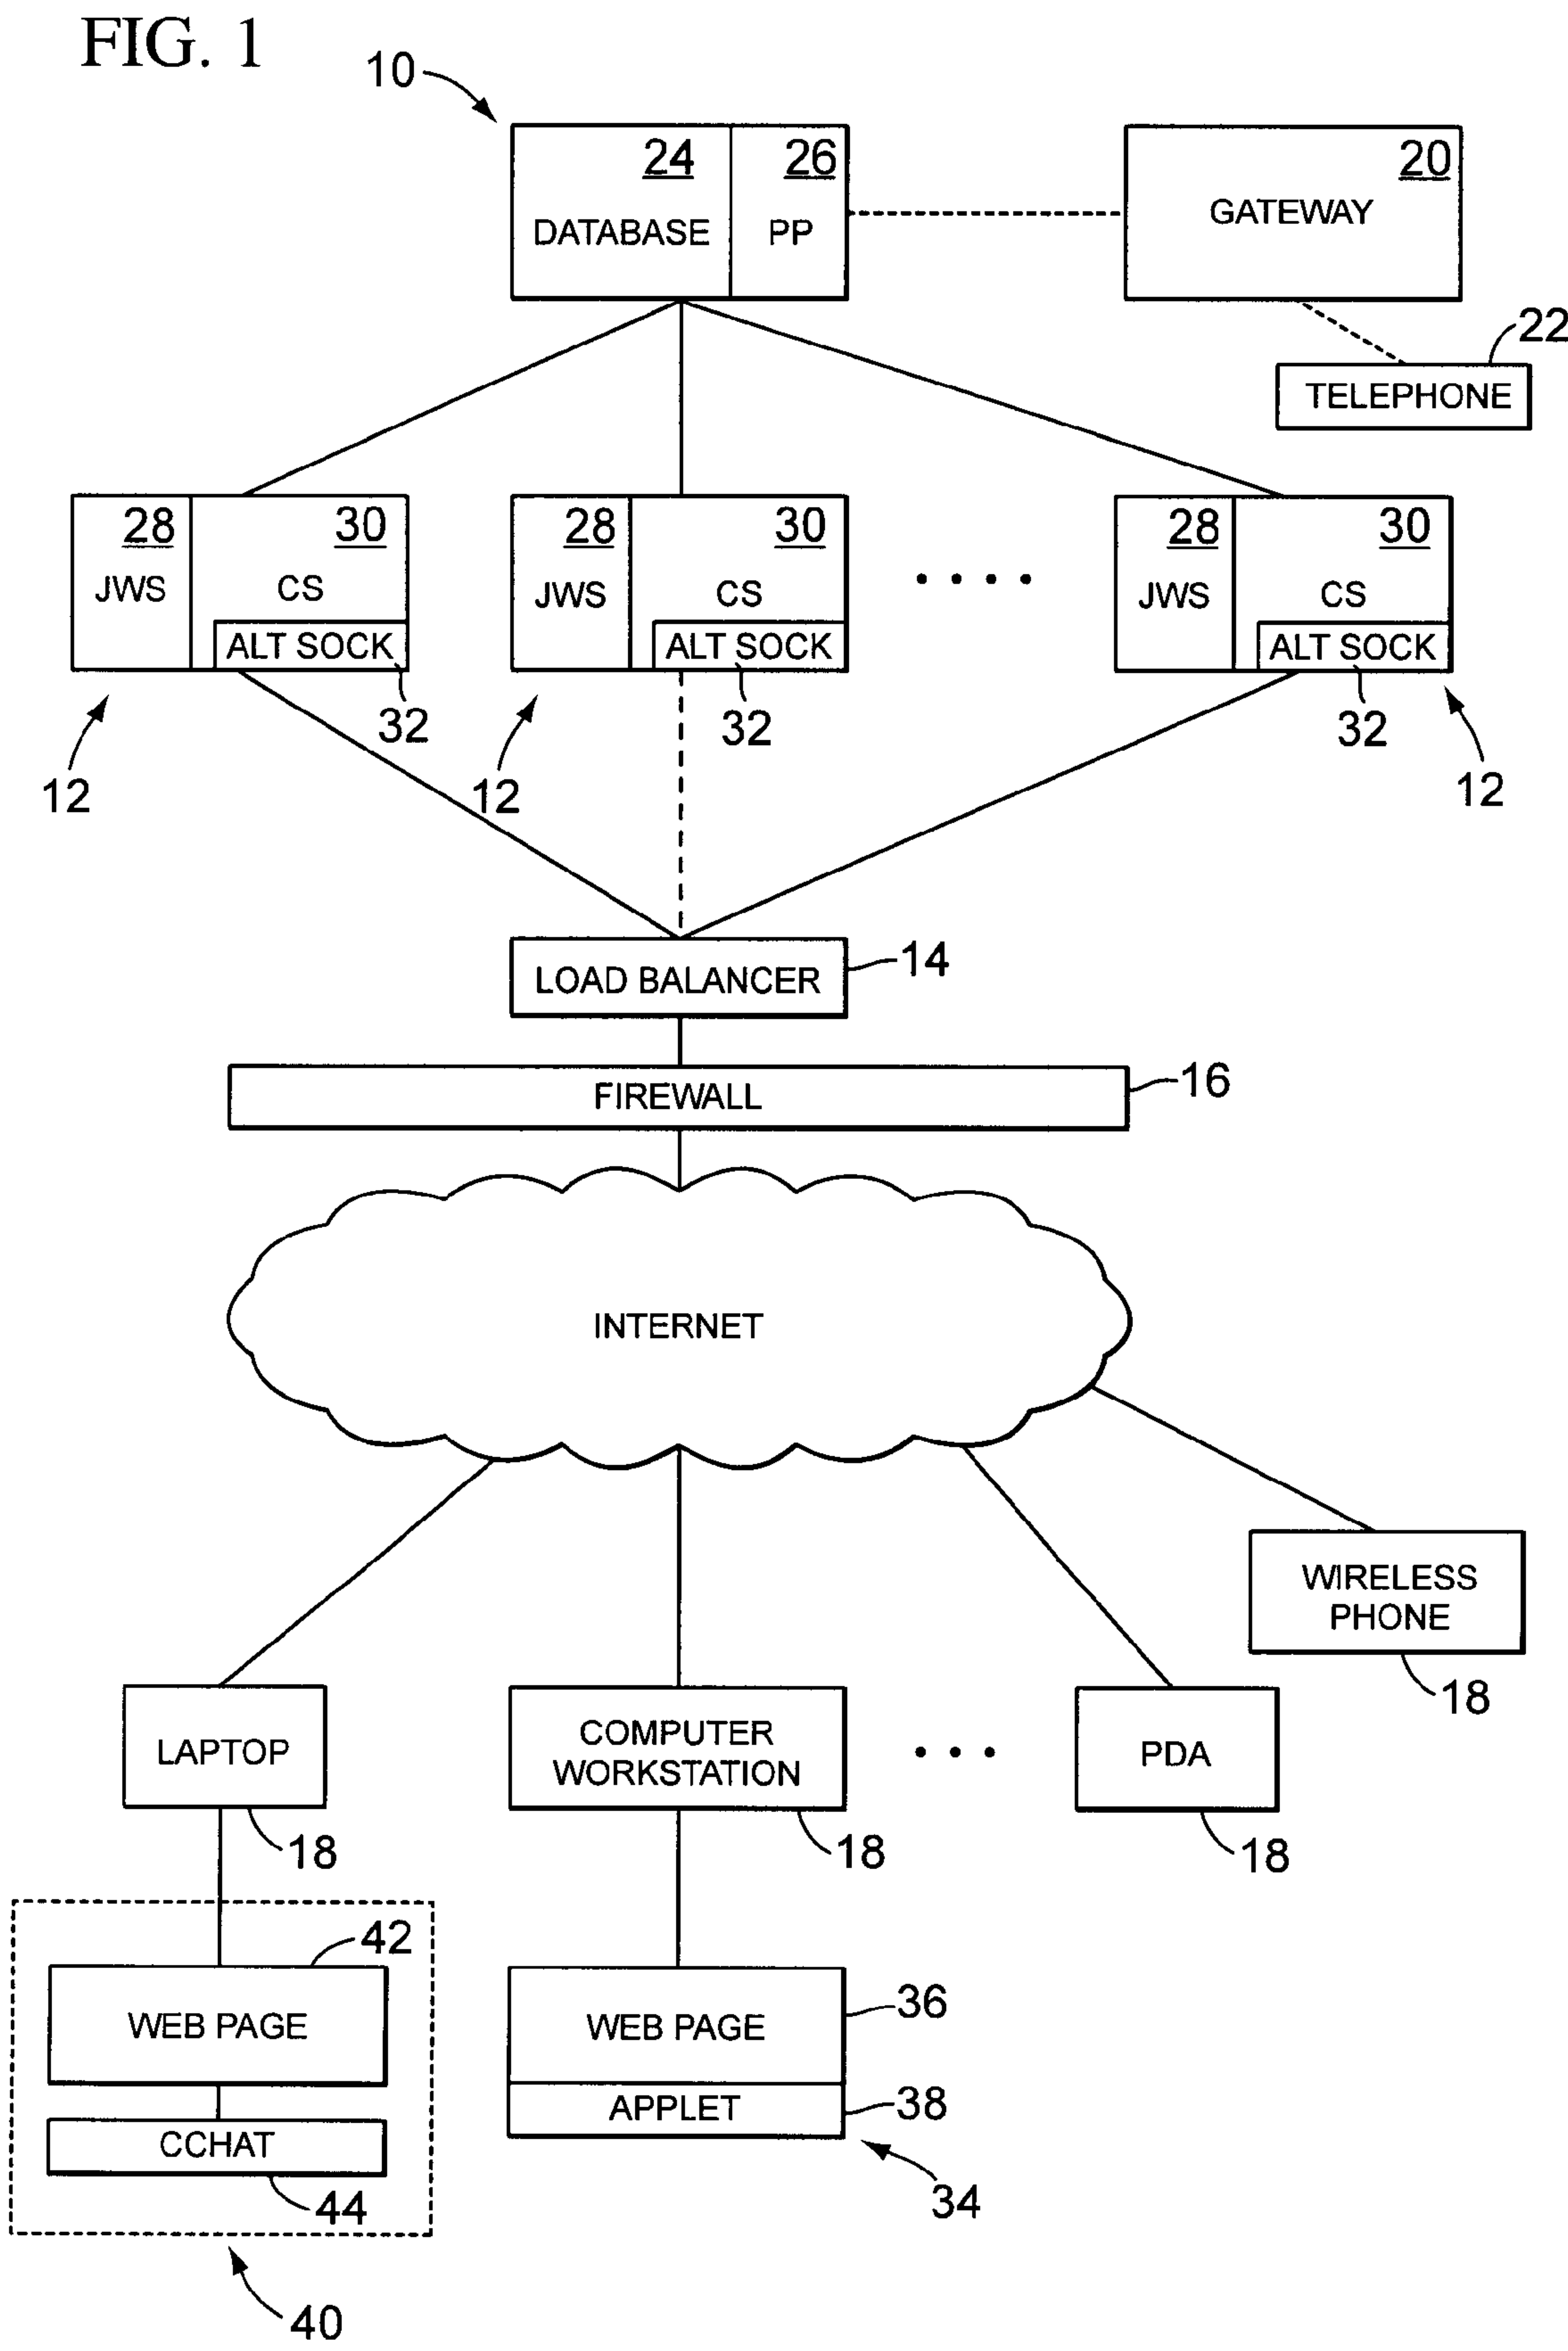 FIG. 1
10
24
26
20
DATABASE
PP
GATEWAY
22
TELEPHONE
28
30
28
30
28
30
JWS
CS
JWS
CS
JWS
CS
ALT SOCK
ALT SOCK
ALT SOCK
32
32
32
12
12
12
LOAD BALANCER
14
FIREWALL
16
INTERNET
WIRELESS
PHONE
18
LAPTOP
COMPUTER
WORKSTATION
PDA
18
18
18
42
WEB PAGE
WEB PAGE
36
APPLET
38
CCHAT
44
34
40